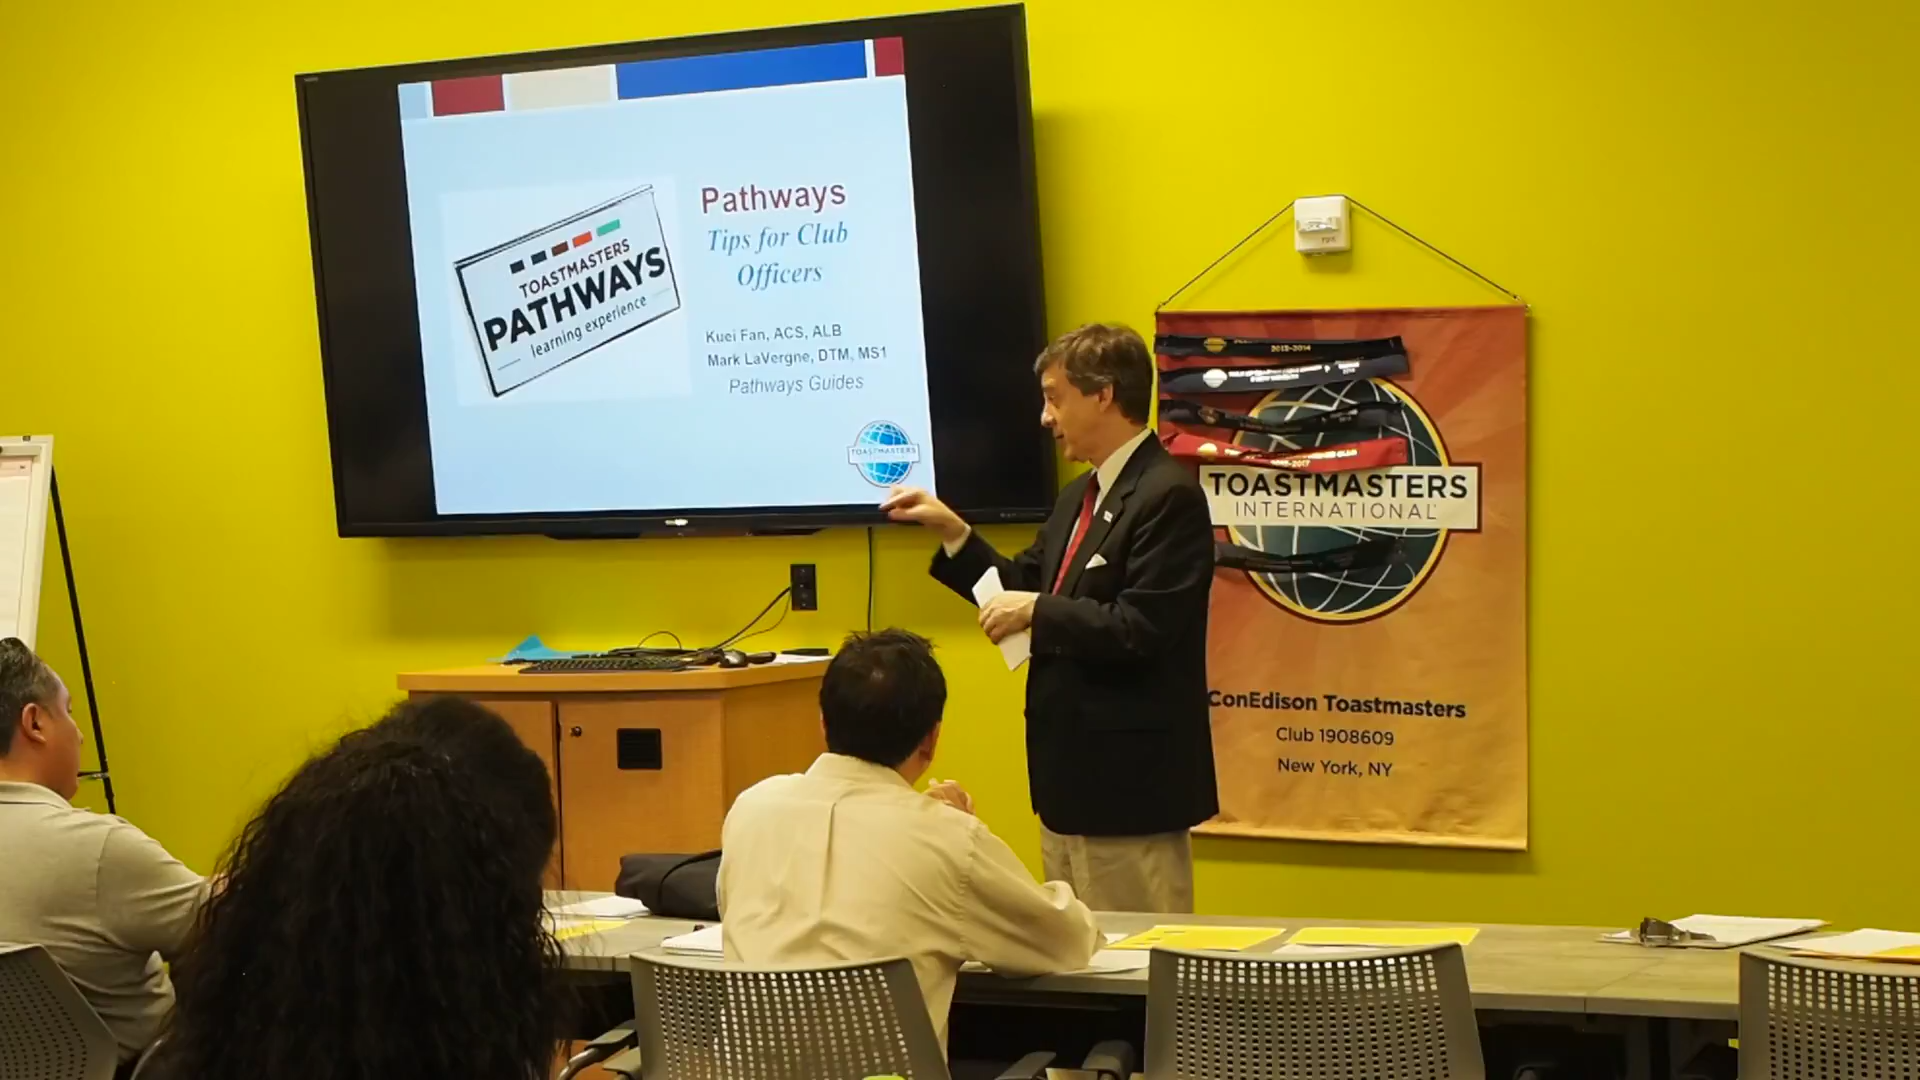 Pathways
Tips for Club
Officers
TOASTMASTERS
PATHWAYS
learning experience
Kuei Fan, ACS, ALB
Mark LaVergne, DTM, MS1
Pathways Guides
TOASTMASTERS
INTERNATIONAL
TOASTMASTERS
INTERNATIONAL
ConEdison Toastmasters
Club 1908609
New York, NY